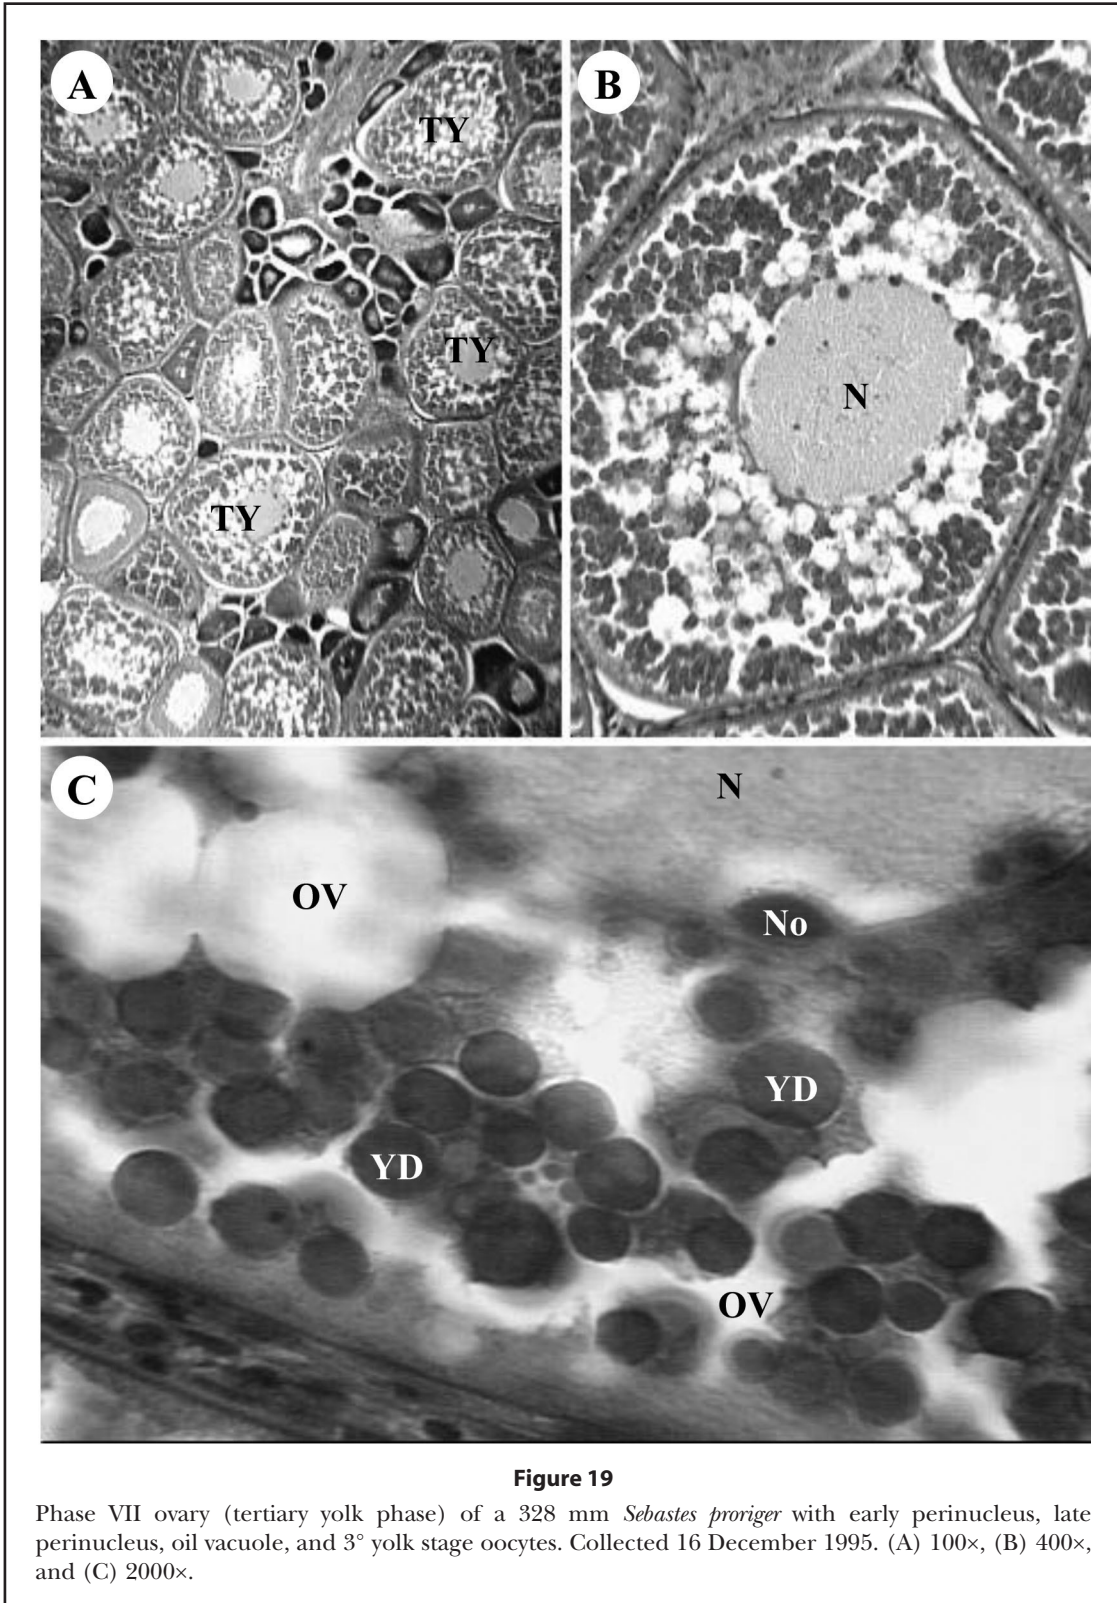 A
TY
B
TY
N
TY
C
N
OV
No
YD
YD
OV
Figure 19
Phase VII ovary (tertiary yolk phase) of a 328 mm Sebastes proriger with early perinucleus, late
perinucleus, oil vacuole, and 3° yolk stage oocytes. Collected 16 December 1995. (A) 100×, (B) 400×,
and (C) 2000×.